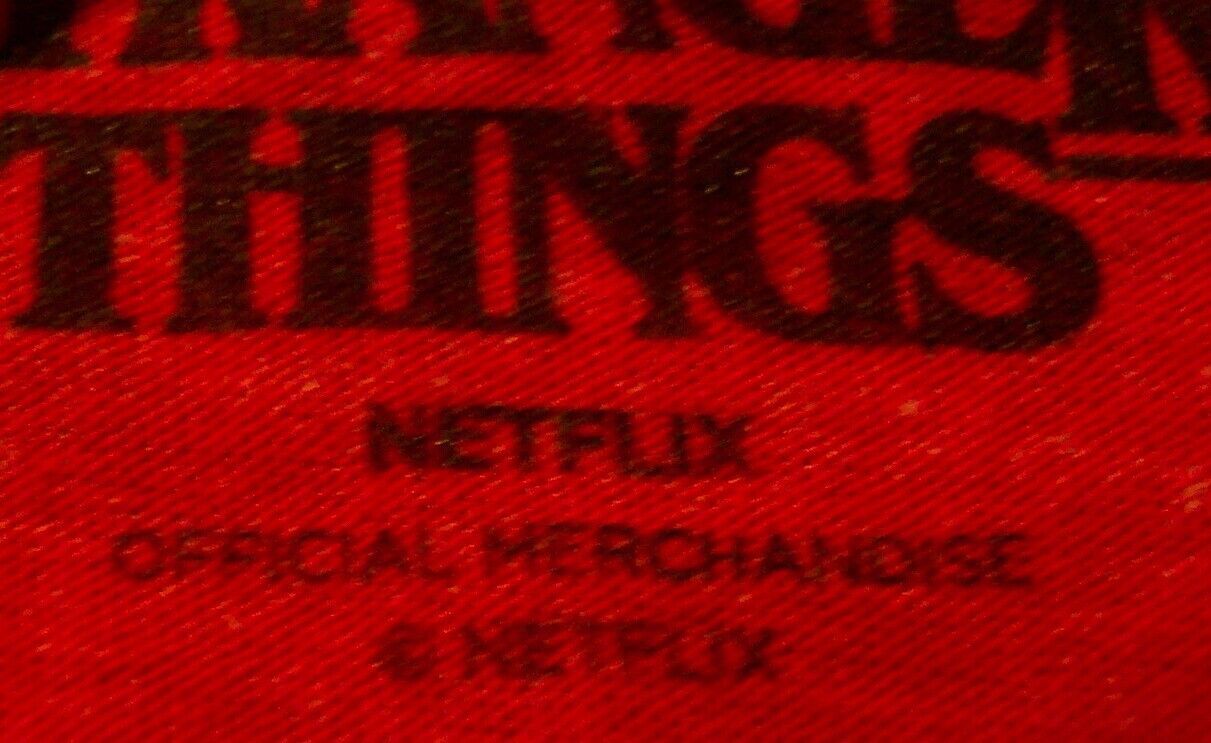 THINGS
NETFLIX
OFFICIAL MERCHANDISE
© NETFLIX